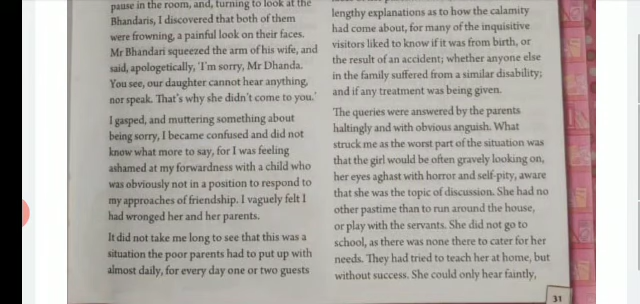 pause in the room, and, turning to look at the
Bhandaris, I discovered that both of them
were frowning, a painful look on their faces.
Mr Bhandari squeezed the arm of his wife, and
said, apologetically, 'I'm sorry, Mr Dhanda.
You see, our daughter cannot hear anything,
nor speak. That's why she didn't come to you.'
I gasped, and muttering something about
being sorry, I became confused and did not
know what more to say, for I was feeling
ashamed at my forwardness with a child who
was obviously not in a position to respond to
my approaches of friendship. I vaguely felt I
had wronged her and her parents.
It did not take me long to see that this was a
situation the poor parents had to put up with
almost daily, for every day one or two guests
lengthy explanations as to how the calamity
had come about, for many of the inquisitive
visitors liked to know if it was from birth, or
the result of an accident; whether anyone else
in the family suffered from a similar disability;
and if any treatment was being given.
The queries were answered by the parents
haltingly and with obvious anguish. What
struck me as the worst part of the situation was
that the girl would be often gravely looking on,
her eyes aghast with horror and self-pity, aware
that she was the topic of discussion. She had no
other pastime than to run around the house,
or play with the servants. She did not go to
school, as there was none there to cater for her
needs. They had tried to teach her at home, but
without success. She could only hear faintly,
31